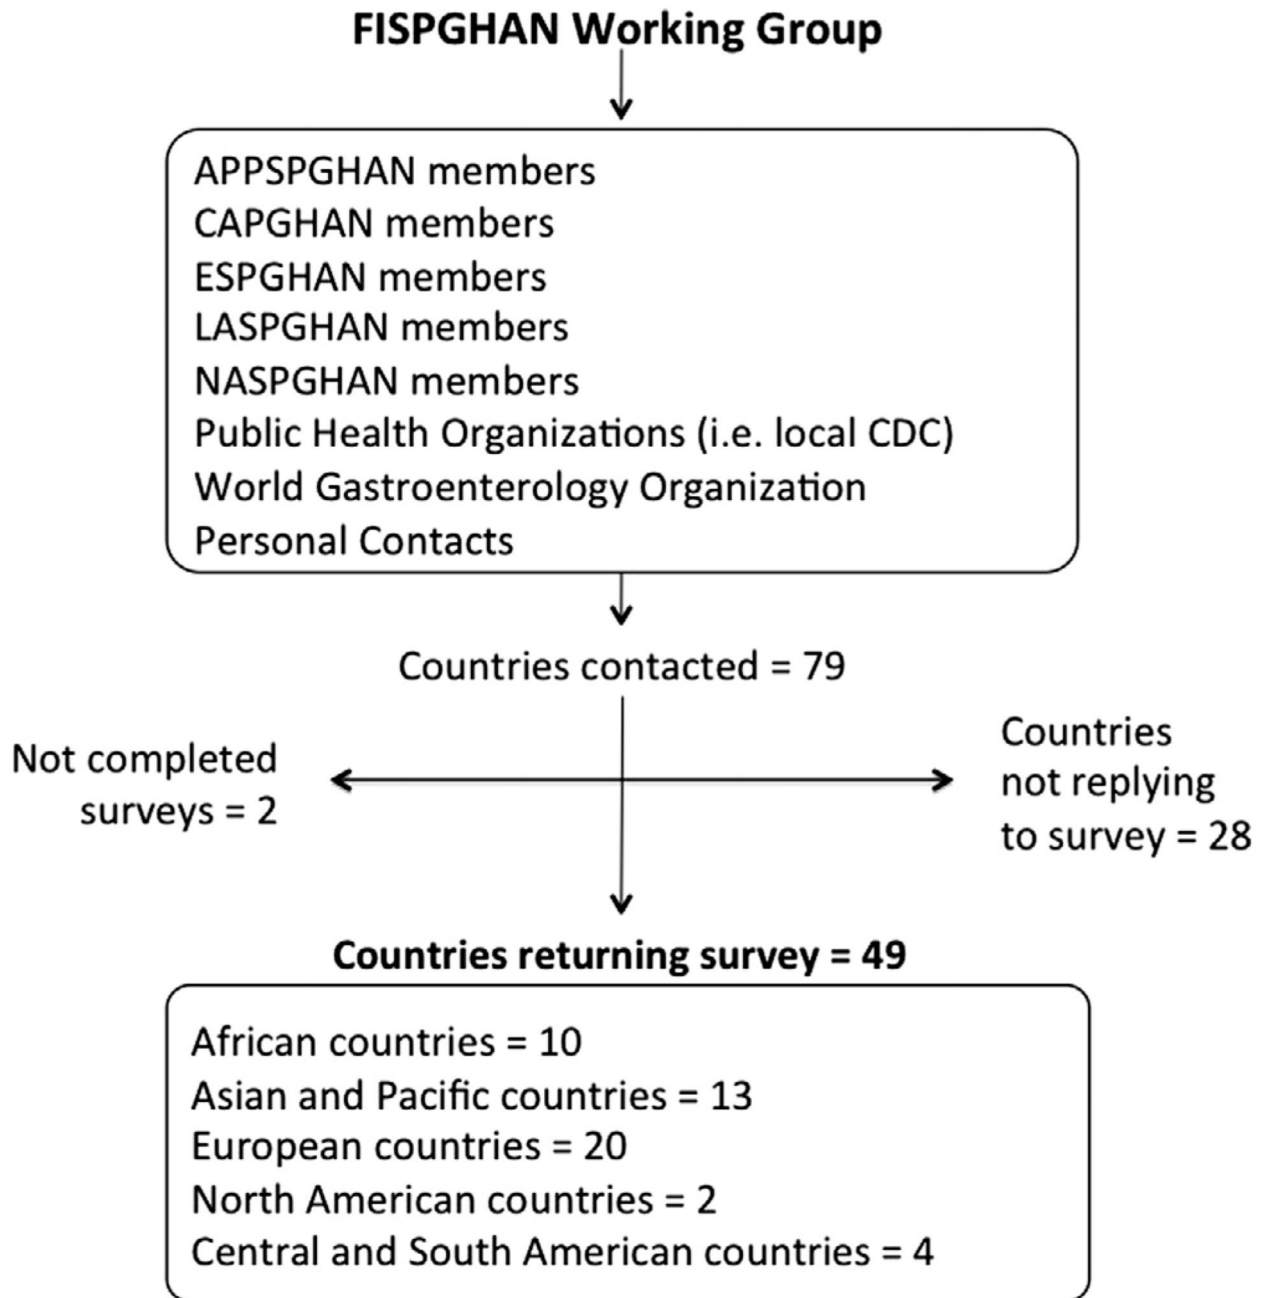 FISPGHAN Working Group
APPSPGHAN members
CAPGHAN members
ESPGHAN members
LASPGHAN members
NASPGHAN members
Public Health Organizations (i.e. local CDC)
World Gastroenterology Organization
Personal Contacts
Countries contacted = 79
Not completed
surveys = 2
Countries
not replying
to survey = 28
Countries returning survey = 49
African countries = 10
Asian and Pacific countries = 13
European countries = 20
North American countries = 2
Central and South American countries = 4